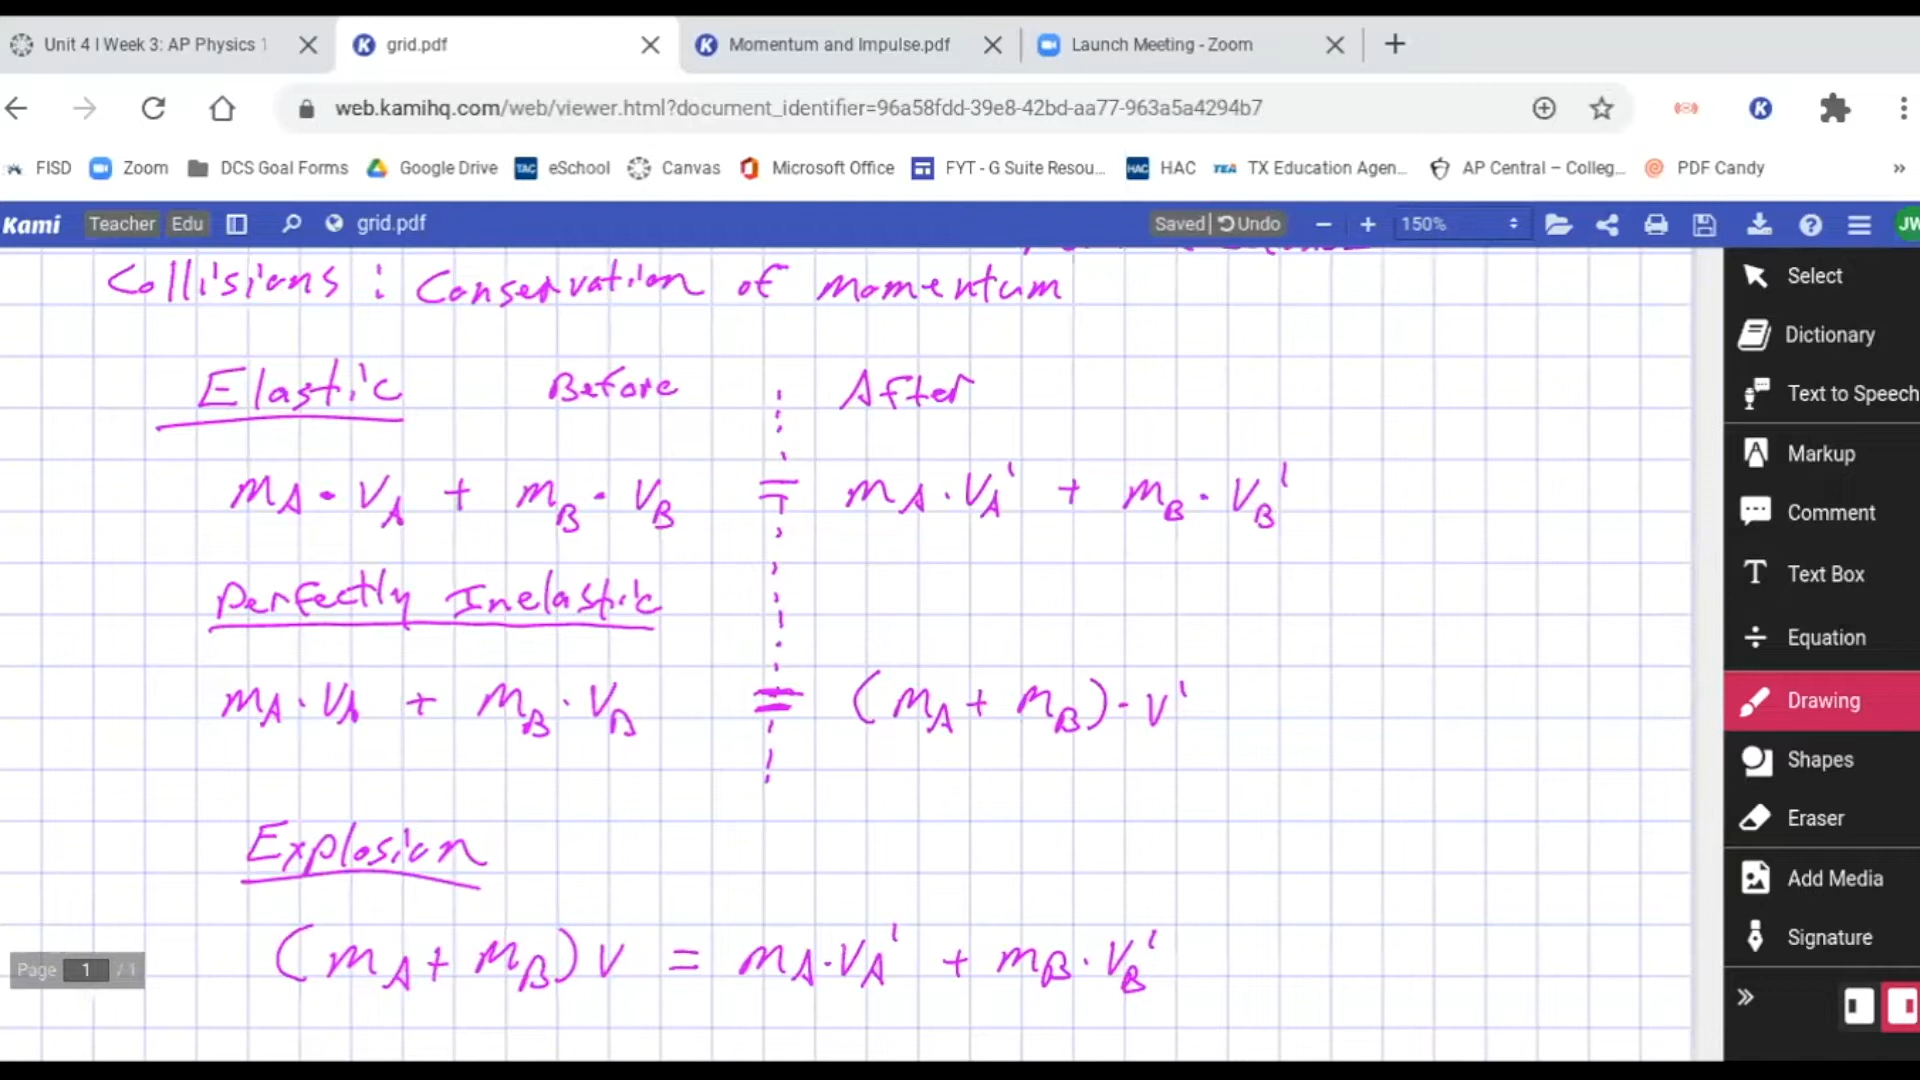 Unit 4 | Week 3: AP Physics 1
grid.pdf
Momentum and Impulse.pdf
Launch Meeting - Zoom
web.kamihq.com/web/viewer.html?document_identifier=96a58fdd-39e8-42bd-aa77-963a5a4294b7
FISD Zoom DCS Goal Forms Google Drive TAC eSchool Canvas Microsoft Office FYT - G Suite Resou... HAC HAC TEA TX Education Agen... AP Central – Colleg... PDF Candy »
Kami Teacher Edu grid.pdf Saved Undo − + 150% JW
Collisions : Conservation of momentum
Elastic Before After
mA · VA + mB · VB = mA · VA' + mB · VB'
Perfectly Inelastic
mA · VA + mB · VB = (mA + mB) · V'
Explosion
(mA + mB) V = mA · VA' + mB · VB'
Page 1 / 1
Select
Dictionary
Text to Speech
Markup
Comment
Text Box
Equation
Drawing
Shapes
Eraser
Add Media
Signature